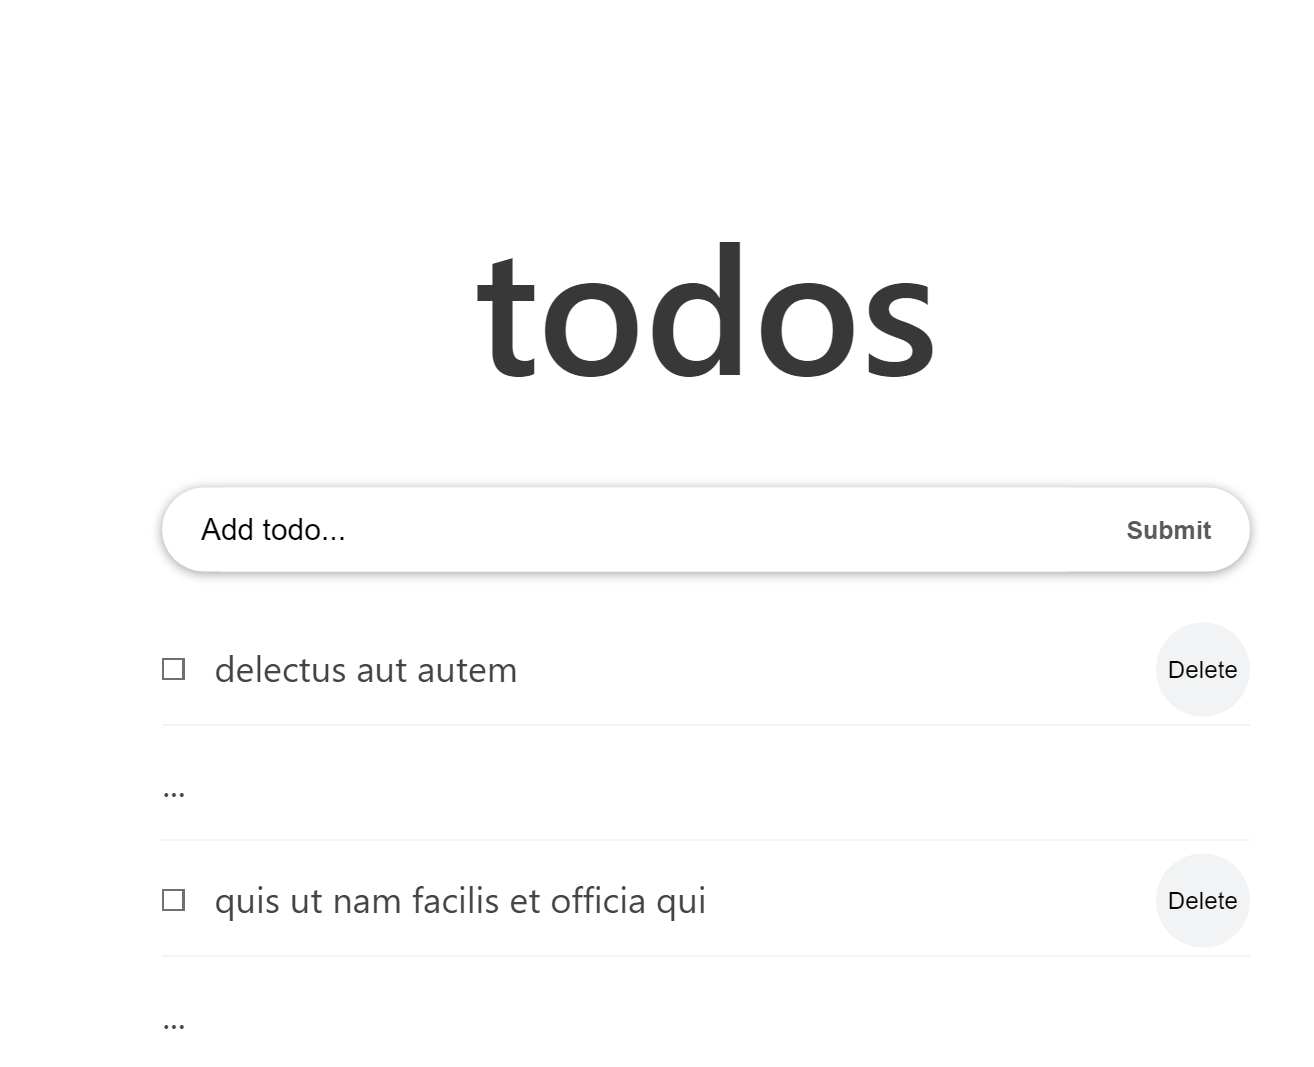 todos
Add todo...
Submit
delectus aut autem
Delete
...
quis ut nam facilis et officia qui
Delete
...